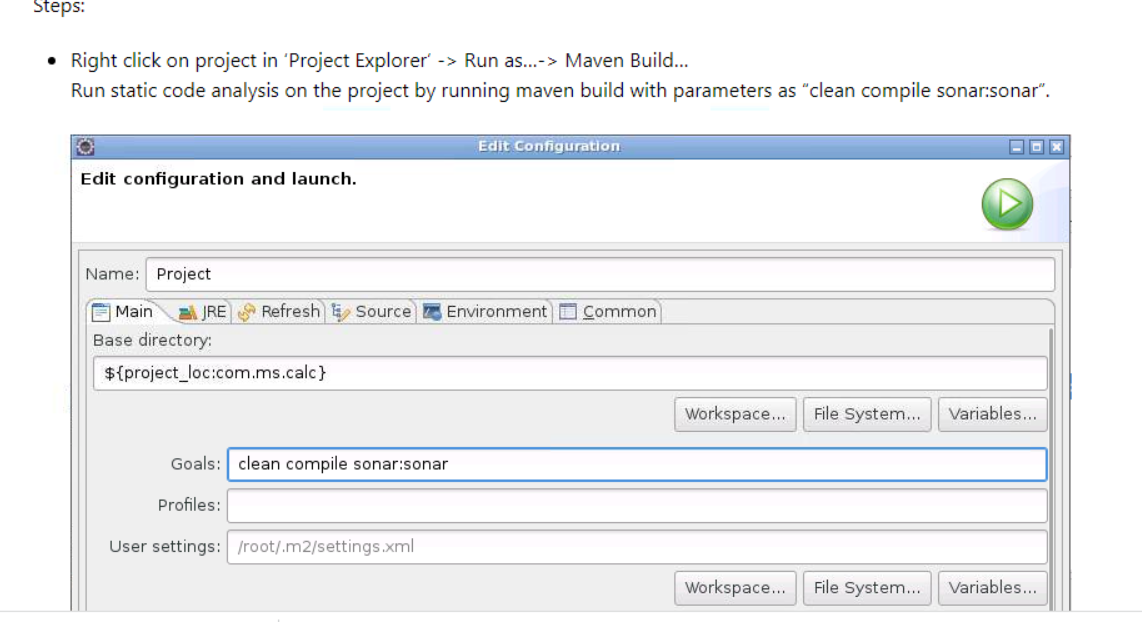 Steps:
Right click on project in ‘Project Explorer’ -> Run as...-> Maven Build...
Run static code analysis on the project by running maven build with parameters as “clean compile sonar:sonar”.
Edit Configuration
Edit configuration and launch.
Name: Project
Main JRE Refresh Source Environment Common
Base directory:
${project_loc:com.ms.calc}
Workspace... File System... Variables...
Goals: clean compile sonar:sonar
Profiles:
User settings: /root/.m2/settings.xml
Workspace... File System... Variables...